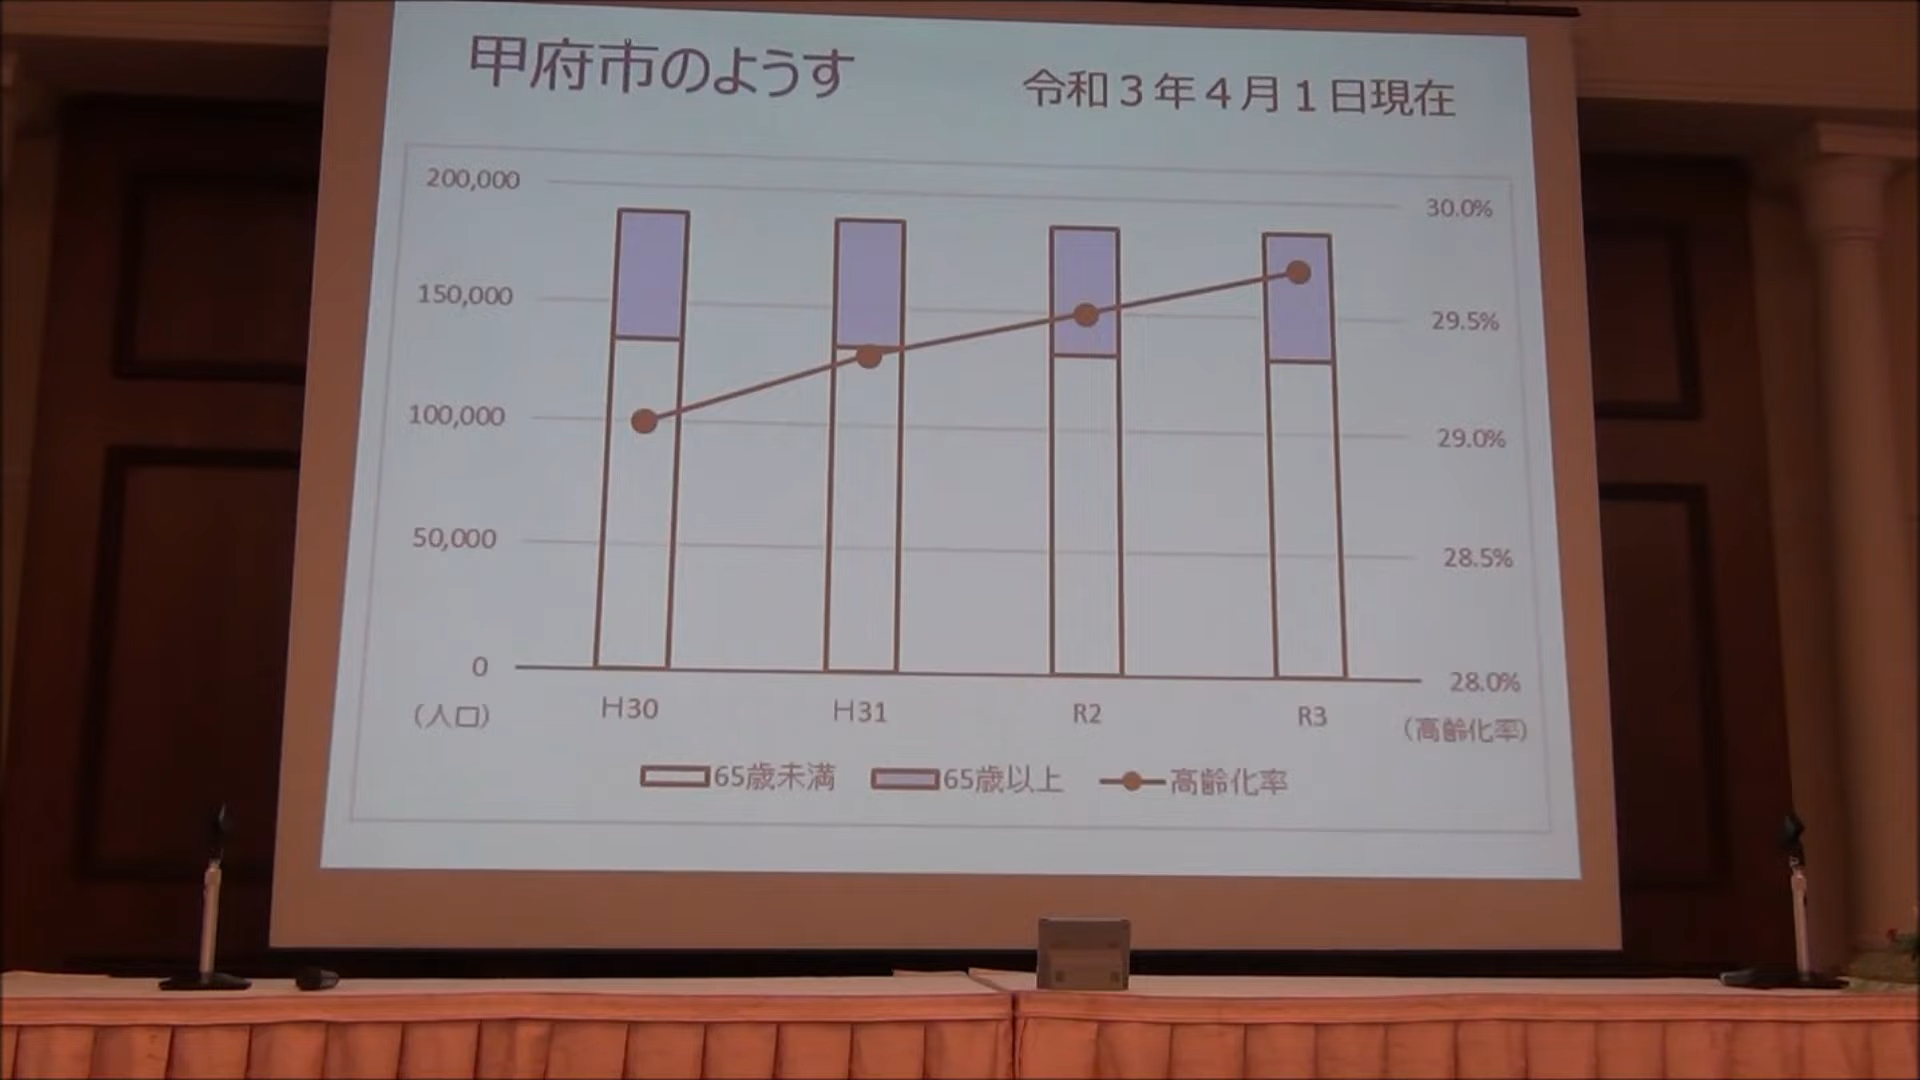 甲府市のようす
令和３年４月１日現在
200,000
150,000
100,000
50,000
0
（人口）
30.0%
29.5%
29.0%
28.5%
28.0%
（高齢化率）
H30
H31
R2
R3
65歳未満
65歳以上
高齢化率